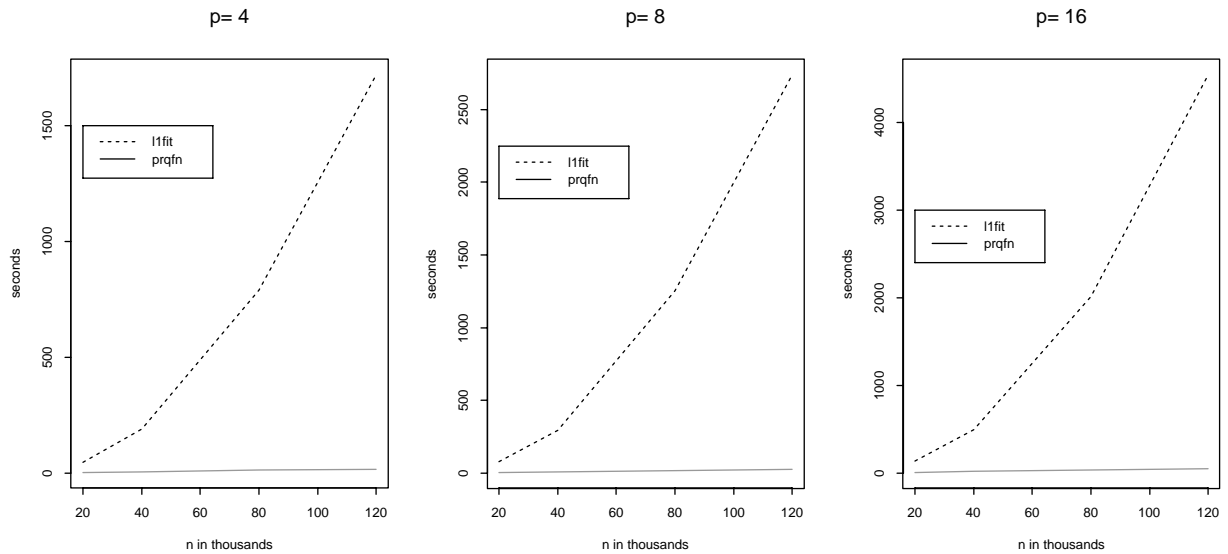 p= 4
seconds
0
500
1000
1500
l1fit
prqfn
20 40 60 80 100 120
n in thousands
p= 8
seconds
0
500
1000
1500
2000
2500
l1fit
prqfn
20 40 60 80 100 120
n in thousands
p= 16
seconds
0
1000
2000
3000
4000
l1fit
prqfn
20 40 60 80 100 120
n in thousands